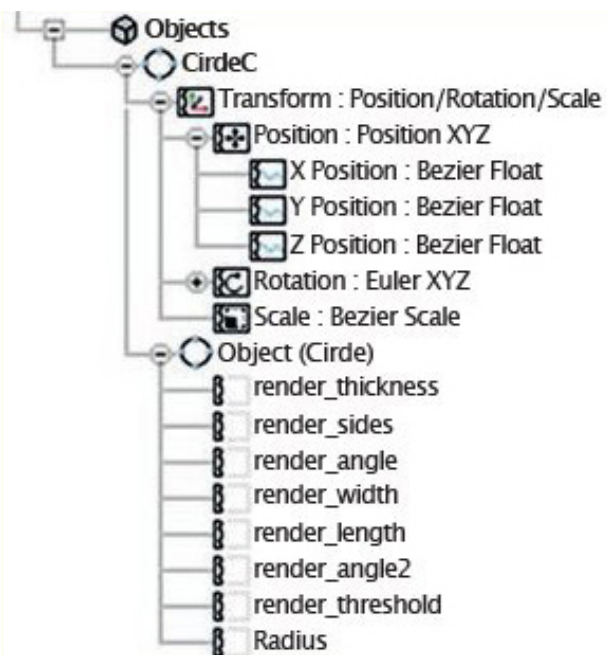 Objects
CirdeC
Transform : Position/Rotation/Scale
Position : Position XYZ
X Position : Bezier Float
Y Position : Bezier Float
Z Position : Bezier Float
Rotation : Euler XYZ
Scale : Bezier Scale
Object (Cirde)
render_thickness
render_sides
render_angle
render_width
render_length
render_angle2
render_threshold
Radius